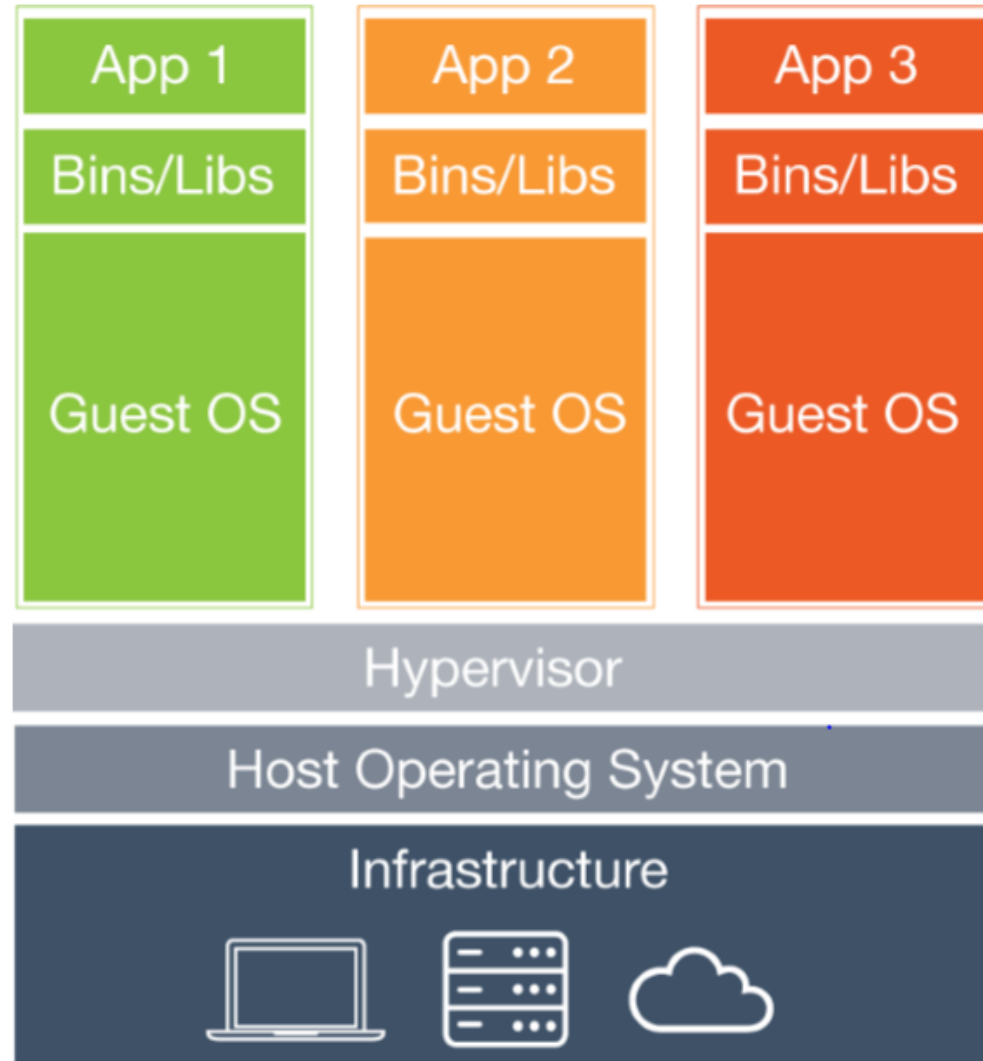 App 1
App 2
App 3
Bins/Libs
Bins/Libs
Bins/Libs
Guest OS
Guest OS
Guest OS
Hypervisor
Host Operating System
Infrastructure